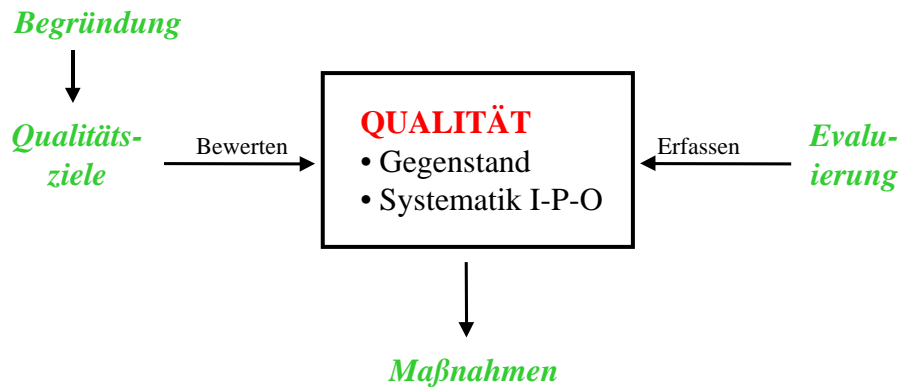 Begründung
Qualitäts-
ziele
Bewerten
QUALITÄT
• Gegenstand
• Systematik I-P-O
Erfassen
Evalu-
ierung
Maßnahmen